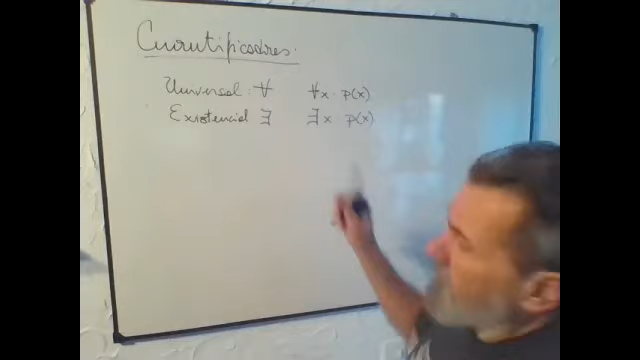 Cuantificadores.
Universal : ∀ ∀x. p(x)
Existencial ∃ ∃x p(x)